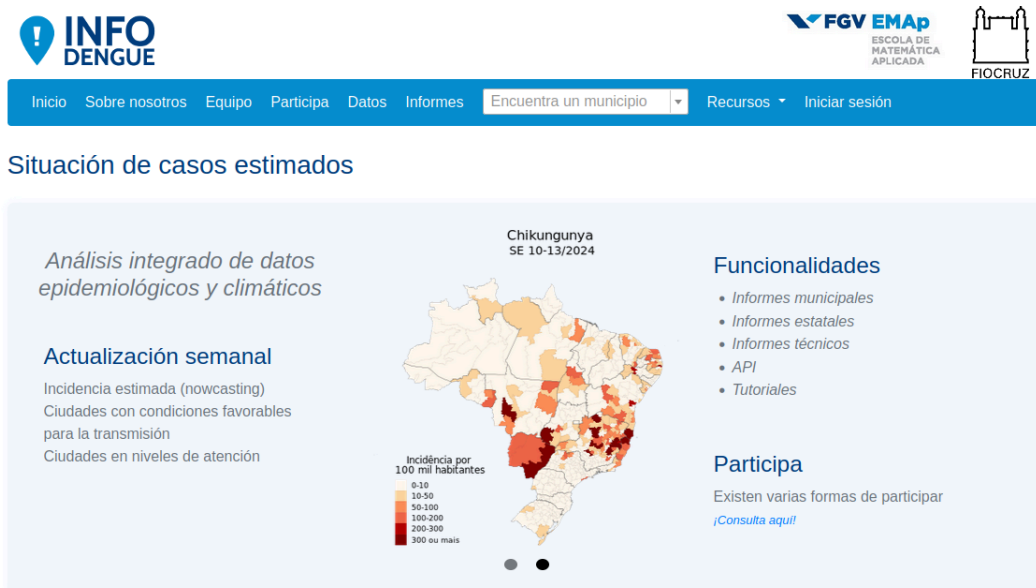 INFO
DENGUE
FGV EMAp
ESCOLA DE
MATEMÁTICA
APLICADA
FIOCRUZ
Inicio Sobre nosotros Equipo Participa Datos Informes Encuentra un municipio Recursos Iniciar sesión
Situación de casos estimados
Análisis integrado de datos
epidemiológicos y climáticos
Actualización semanal
Incidencia estimada (nowcasting)
Ciudades con condiciones favorables
para la transmisión
Ciudades en niveles de atención
Chikungunya
SE 10-13/2024
Incidência por
100 mil habitantes
0-10
10-50
50-100
100-200
200-300
300 ou mais
Funcionalidades
Informes municipales
Informes estatales
Informes técnicos
API
Tutoriales
Participa
Existen varias formas de participar
¡Consulta aquí!